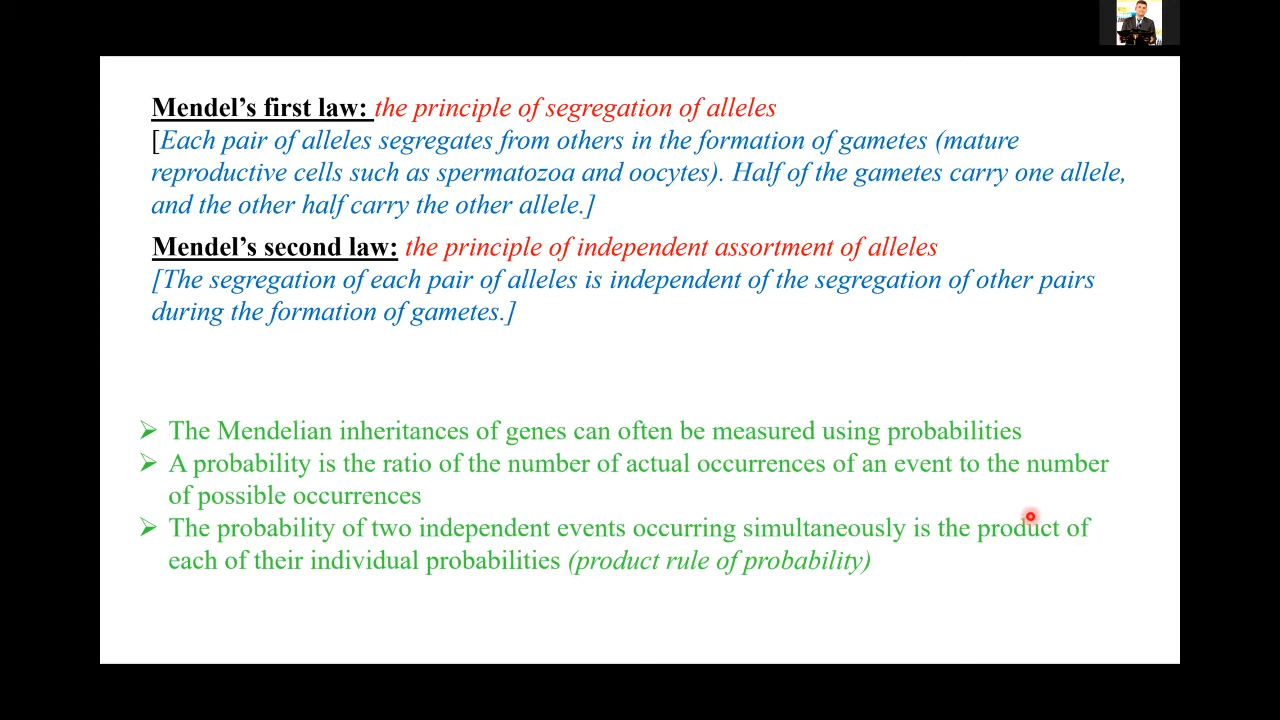 Mendel’s first law: the principle of segregation of alleles
[Each pair of alleles segregates from others in the formation of gametes (mature
reproductive cells such as spermatozoa and oocytes). Half of the gametes carry one allele,
and the other half carry the other allele.]
Mendel’s second law: the principle of independent assortment of alleles
[The segregation of each pair of alleles is independent of the segregation of other pairs
during the formation of gametes.]
➢ The Mendelian inheritances of genes can often be measured using probabilities
➢ A probability is the ratio of the number of actual occurrences of an event to the number
of possible occurrences
➢ The probability of two independent events occurring simultaneously is the product of
each of their individual probabilities (product rule of probability)